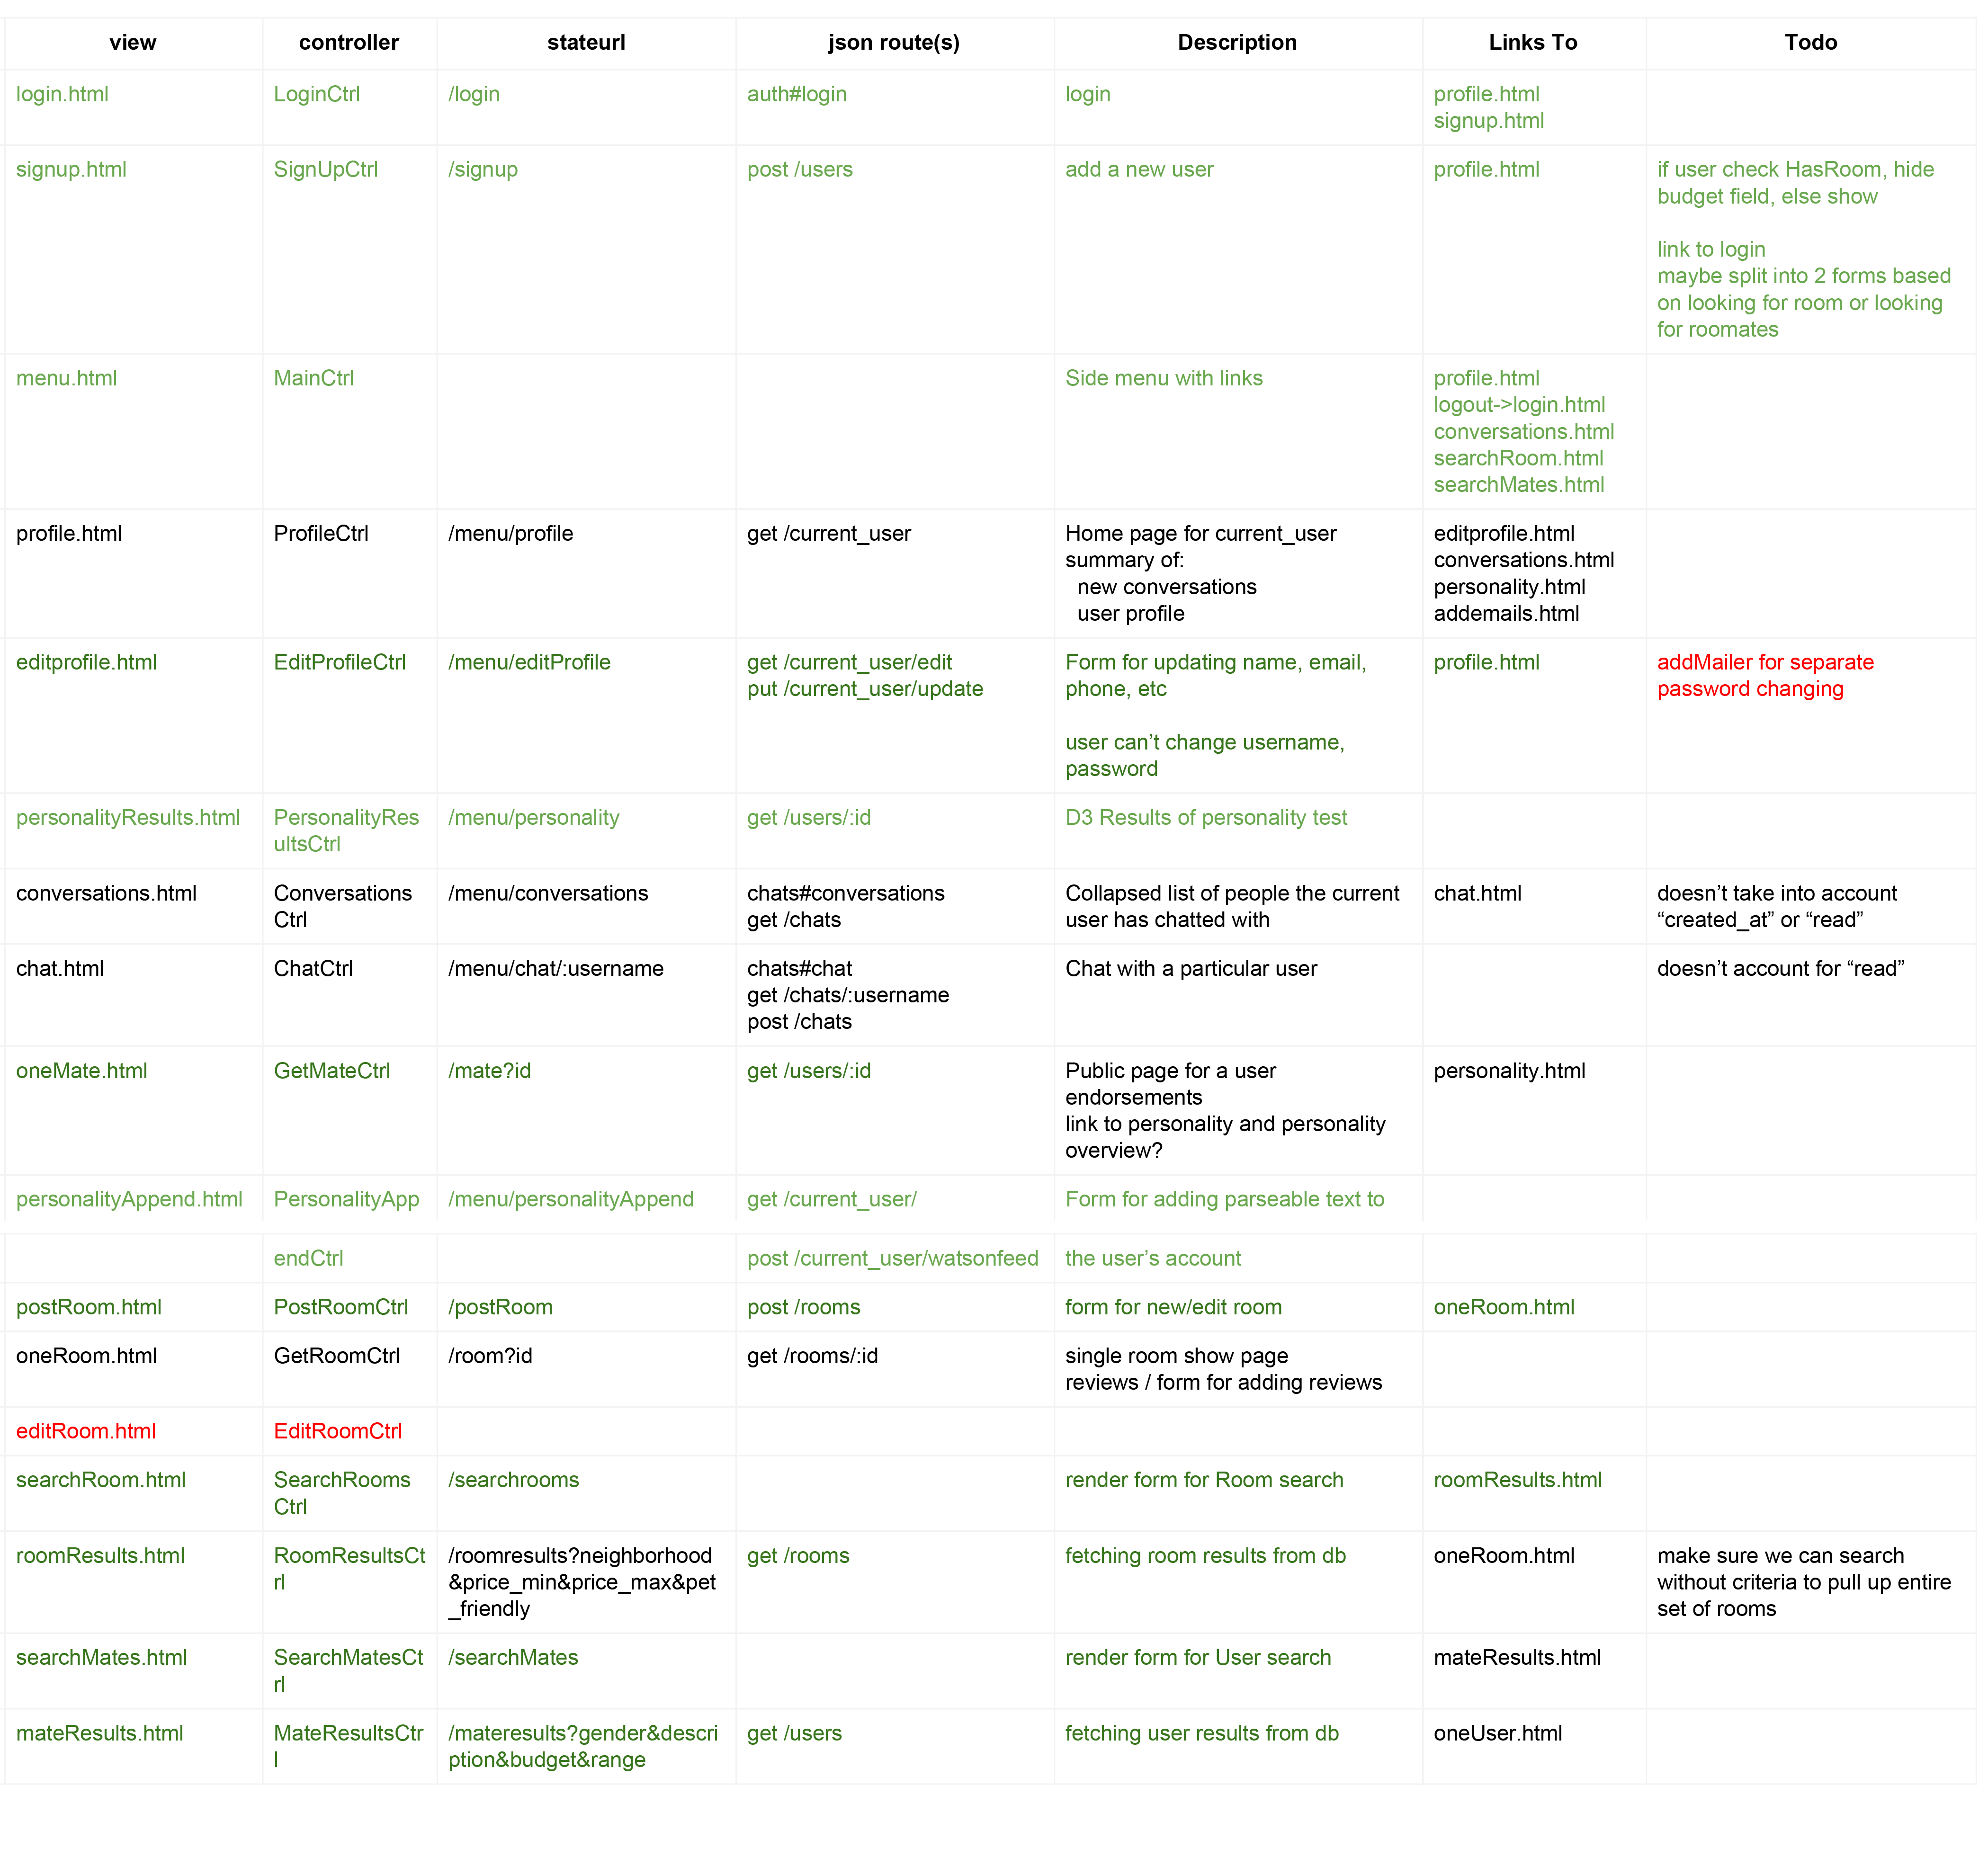 view controller stateurl json route(s) Description Links To Todo
login.html LoginCtrl /login auth#login login profile.html
signup.html
signup.html SignUpCtrl /signup post /users add a new user profile.html if user check HasRoom, hide
budget field, else show
link to login
maybe split into 2 forms based
on looking for room or looking
for roomates
menu.html MainCtrl Side menu with links profile.html
logout->login.html
conversations.html
searchRoom.html
searchMates.html
profile.html ProfileCtrl /menu/profile get /current_user Home page for current_user editprofile.html
summary of: conversations.html
new conversations personality.html
user profile addemails.html
editprofile.html EditProfileCtrl /menu/editProfile get /current_user/edit Form for updating name, email, profile.html addMailer for separate
put /current_user/update phone, etc password changing
user can’t change username,
password
personalityResults.html PersonalityRes /menu/personality get /users/:id D3 Results of personality test
ultsCtrl
conversations.html Conversations /menu/conversations chats#conversations Collapsed list of people the current chat.html doesn’t take into account
Ctrl get /chats user has chatted with “created_at” or “read”
chat.html ChatCtrl /menu/chat/:username chats#chat Chat with a particular user doesn’t account for “read”
get /chats/:username
post /chats
oneMate.html GetMateCtrl /mate?id get /users/:id Public page for a user personality.html
endorsements
link to personality and personality
overview?
personalityAppend.html PersonalityApp /menu/personalityAppend get /current_user/ Form for adding parseable text to
endCtrl post /current_user/watsonfeed the user’s account
postRoom.html PostRoomCtrl /postRoom post /rooms form for new/edit room oneRoom.html
oneRoom.html GetRoomCtrl /room?id get /rooms/:id single room show page
reviews / form for adding reviews
editRoom.html EditRoomCtrl
searchRoom.html SearchRooms /searchrooms render form for Room search roomResults.html
Ctrl
roomResults.html RoomResultsCt /roomresults?neighborhood get /rooms fetching room results from db oneRoom.html make sure we can search
rl &price_min&price_max&pet without criteria to pull up entire
_friendly set of rooms
searchMates.html SearchMatesCt /searchMates render form for User search mateResults.html
rl
mateResults.html MateResultsCtr /materesults?gender&descri get /users fetching user results from db oneUser.html
l ption&budget&range